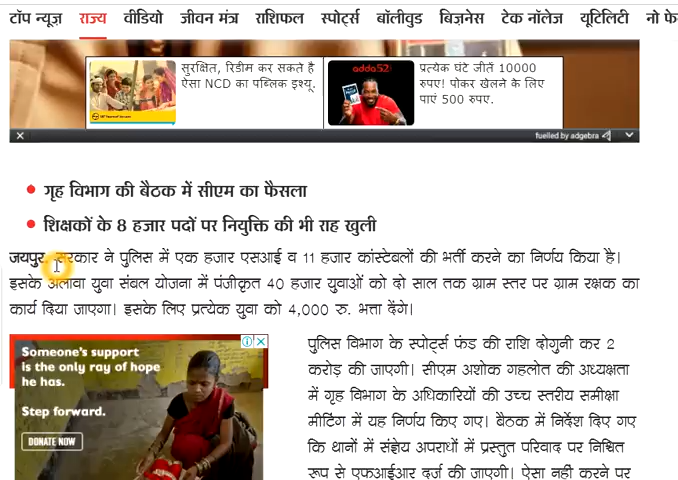 टॉप न्यूज़ राज्य वीडियो जीवन मंत्र राशिफल स्पोर्ट्स बॉलीवुड बिज़नेस टेक नॉलेज यूटिलिटी नो फे
सुरक्षित, रिडीम कर सकते है
ऐसा NCD का पब्लिक इश्यू.
adda52
प्रत्येक घंटे जीतें 10000
रुपए! पोकर खेलने के लिए
पाएं 500 रुपए.
fuelled by adgebra
गृह विभाग की बैठक में सीएम का फैसला
शिक्षकों के 8 हजार पदों पर नियुक्ति की भी राह खुली
जयपुर. सरकार ने पुलिस में एक हजार एसआई व 11 हजार कांस्टेबलों की भर्ती करने का निर्णय किया है।
इसके अलावा युवा संबल योजना में पंजीकृत 40 हजार युवाओं को दो साल तक ग्राम स्तर पर ग्राम रक्षक का
कार्य दिया जाएगा। इसके लिए प्रत्येक युवा को 4,000 रु. भत्ता देंगे।
Someone's support
is the only ray of hope
he has.
Step forward.
DONATE NOW
पुलिस विभाग के स्पोर्ट्स फंड की राशि दोगुनी कर 2
करोड़ की जाएगी। सीएम अशोक गहलोत की अध्यक्षता
में गृह विभाग के अधिकारियों की उच्च स्तरीय समीक्षा
मीटिंग में यह निर्णय किए गए। बैठक में निर्देश दिए गए
कि थानों में संज्ञेय अपराधों में प्रस्तुत परिवाद पर निश्चित
रूप से एफआईआर दर्ज की जाएगी। ऐसा नहीं करने पर